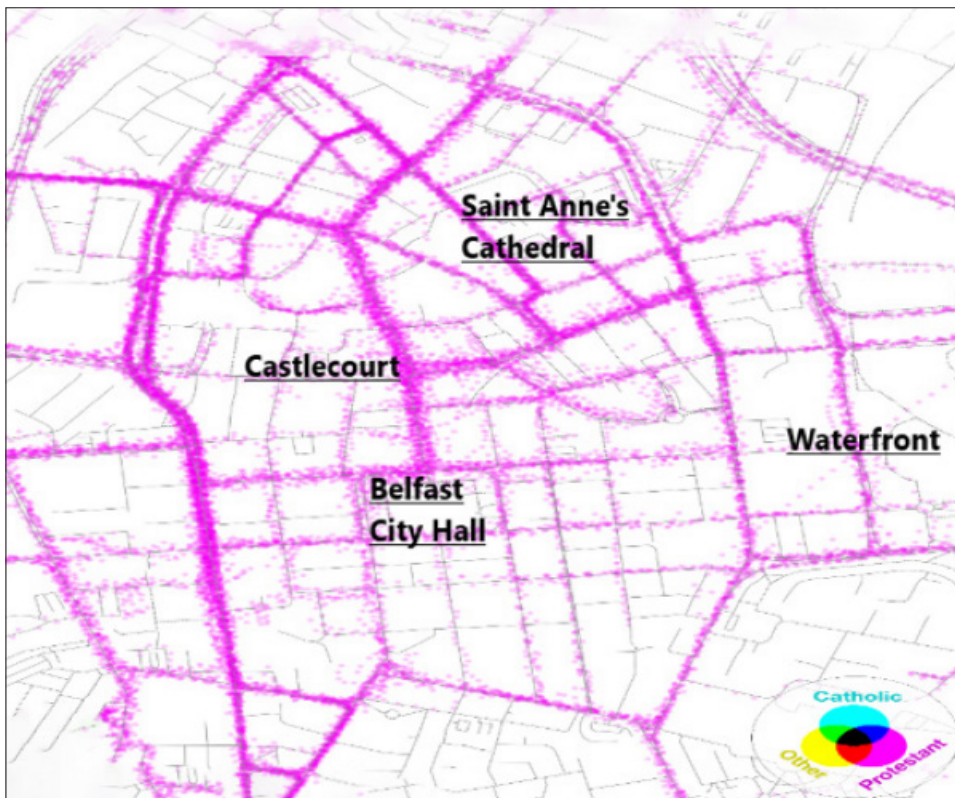 Saint Anne's
Cathedral
Castlecourt
Waterfront
Belfast
City Hall
Catholic
Other
Protestant